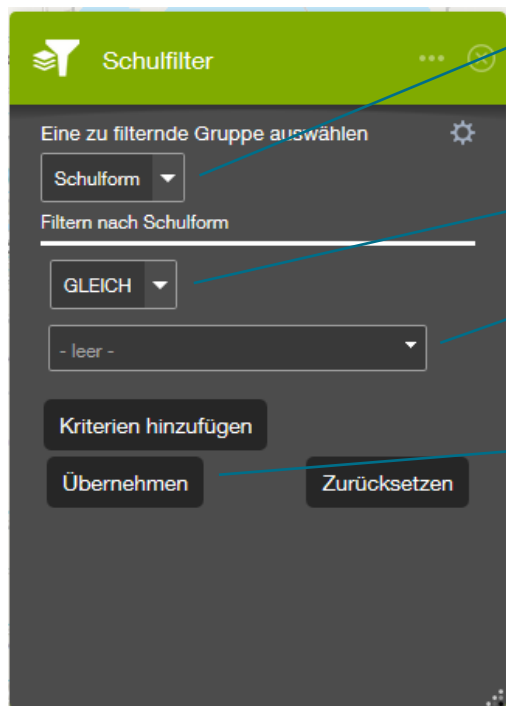 Schulfilter
Eine zu filternde Gruppe auswählen
Schulform
Filtern nach Schulform
GLEICH
- leer -
Kriterien hinzufügen
Übernehmen Zurücksetzen